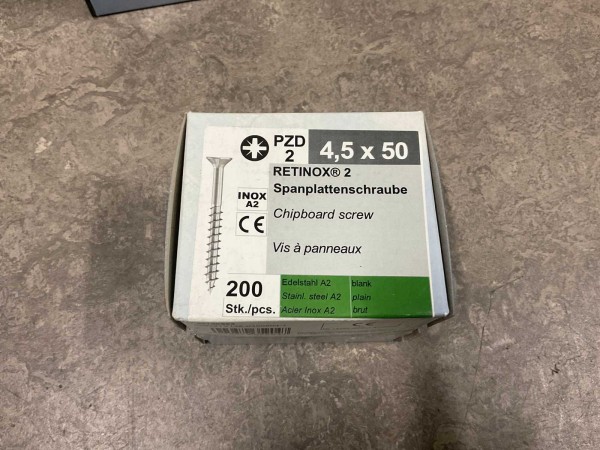 PZD
2
4,5 x 50
RETINOX® 2
Spanplattenschraube
INOX
A2
CE
Chipboard screw
Vis à panneaux
200
Stk./pcs.
Edelstahl A2 blank
Stainl. steel A2 plain
Acier Inox A2 brut
CE